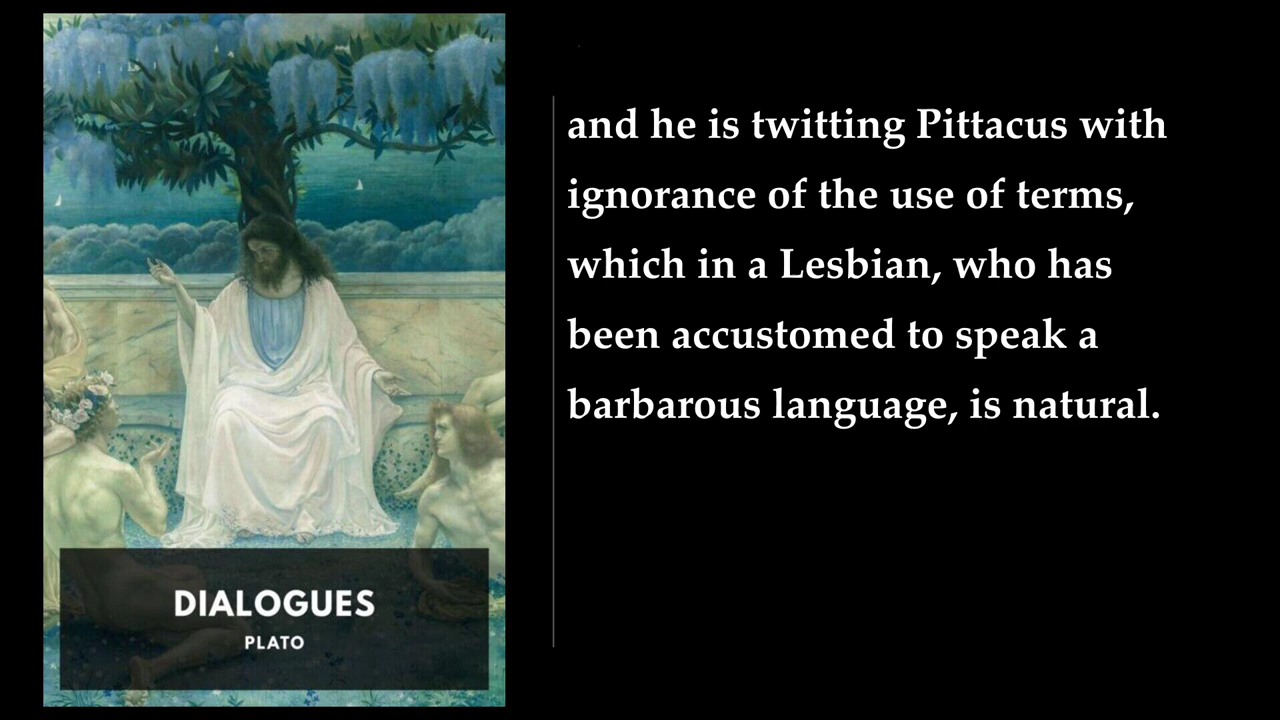 and he is twitting Pittacus with
ignorance of the use of terms,
which in a Lesbian, who has
been accustomed to speak a
barbarous language, is natural.
DIALOGUES
PLATO